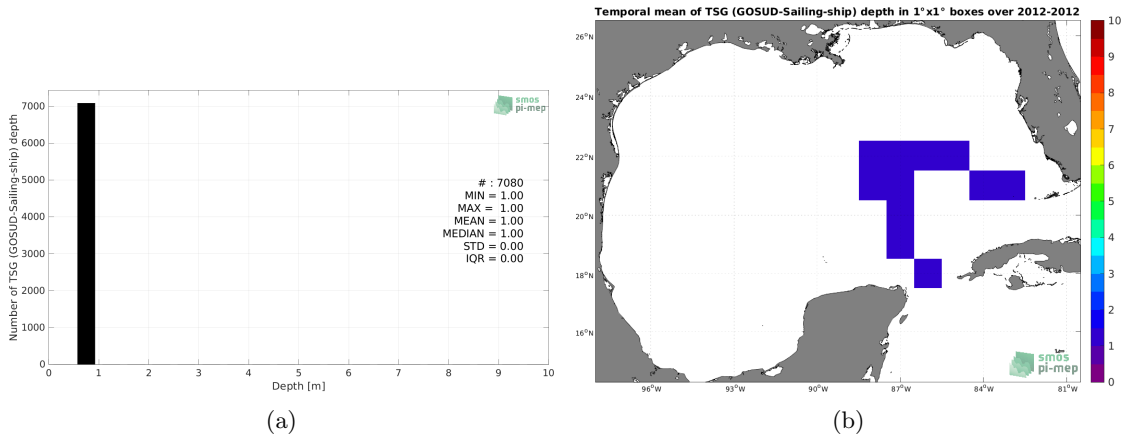 7000
6000
5000
4000
3000
2000
1000
0
Number of TSG (GOSUD-Sailing-ship) depth
smos
pi-mep
# : 7080
MIN = 1.00
MAX = 1.00
MEAN = 1.00
MEDIAN = 1.00
STD = 0.00
IQR = 0.00
0 1 2 3 4 5 6 7 8 9 10
Depth [m]
(a)
Temporal mean of TSG (GOSUD-Sailing-ship) depth in 1°x1° boxes over 2012-2012
26°N
24°N
22°N
20°N
18°N
16°N
96°W 93°W 90°W 87°W 84°W 81°W
smos
pi-mep
10
9
8
7
6
5
4
3
2
1
0
(b)